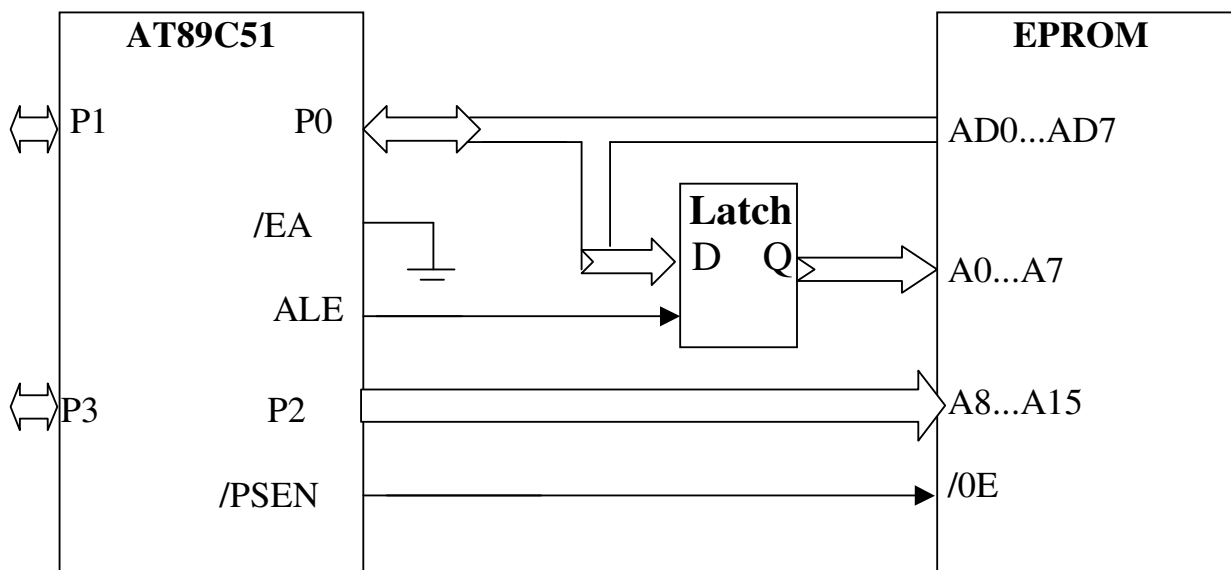 AT89C51
EPROM
P1
P0
AD0...AD7
/EA
Latch
D
Q
A0...A7
ALE
P3
P2
A8...A15
/PSEN
/0E